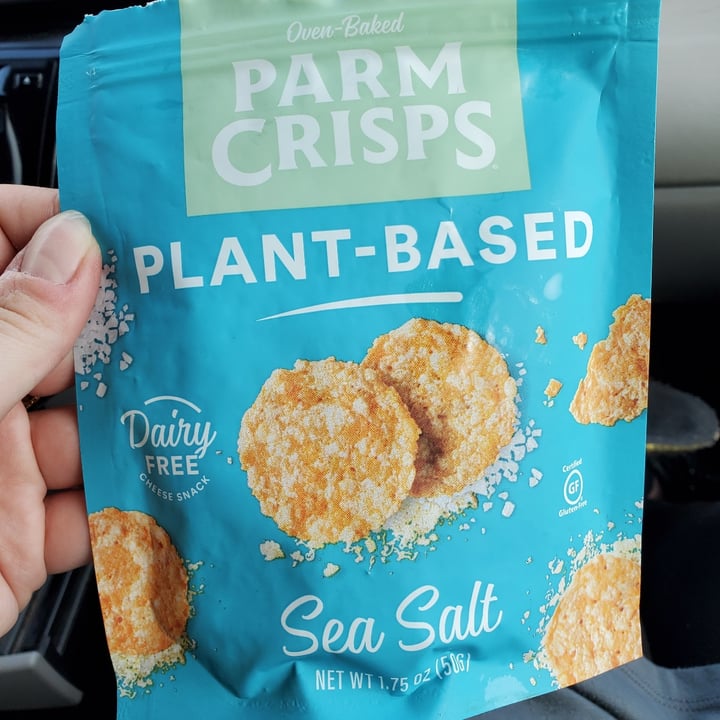 Oven-Baked
PARM
CRISPS®
PLANT-BASED
Dairy
FREE
CHEESE SNACK
Certified
GF
Gluten-Free
Sea Salt
NET WT 1.75 OZ (50g)